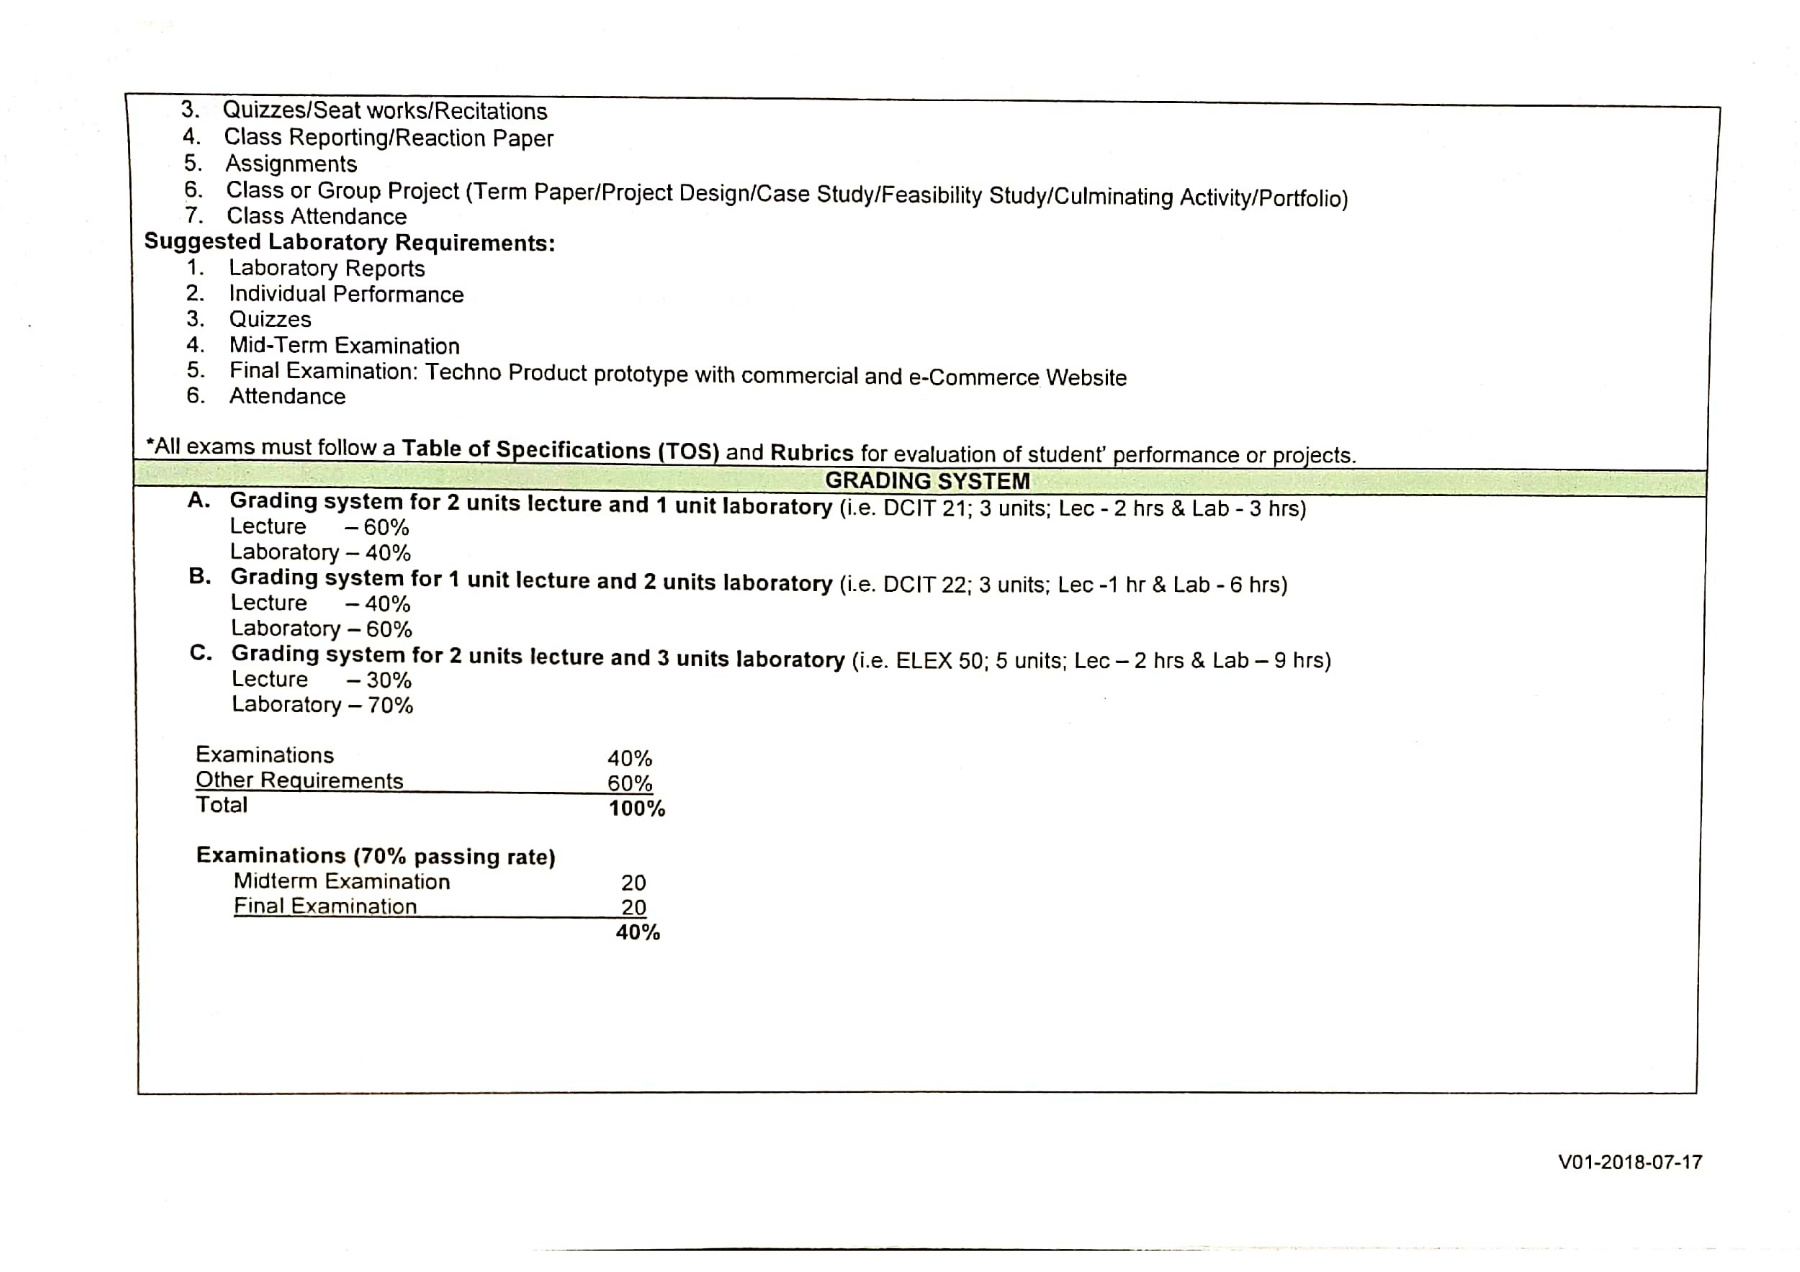 3. Quizzes/Seat works/Recitations
4. Class Reporting/Reaction Paper
5. Assignments
6. Class or Group Project (Term Paper/Project Design/Case Study/Feasibility Study/Culminating Activity/Portfolio)
7. Class Attendance
Suggested Laboratory Requirements:
1. Laboratory Reports
2. Individual Performance
3. Quizzes
4. Mid-Term Examination
5. Final Examination: Techno Product prototype with commercial and e-Commerce Website
6. Attendance
*All exams must follow a Table of Specifications (TOS) and Rubrics for evaluation of student' performance or projects.
GRADING SYSTEM
A. Grading system for 2 units lecture and 1 unit laboratory (i.e. DCIT 21; 3 units; Lec - 2 hrs & Lab - 3 hrs)
Lecture – 60%
Laboratory – 40%
B. Grading system for 1 unit lecture and 2 units laboratory (i.e. DCIT 22; 3 units; Lec -1 hr & Lab - 6 hrs)
Lecture – 40%
Laboratory – 60%
C. Grading system for 2 units lecture and 3 units laboratory (i.e. ELEX 50; 5 units; Lec – 2 hrs & Lab – 9 hrs)
Lecture – 30%
Laboratory – 70%
Examinations 40%
Other Requirements 60%
Total 100%
Examinations (70% passing rate)
Midterm Examination 20
Final Examination 20
40%
V01-2018-07-17